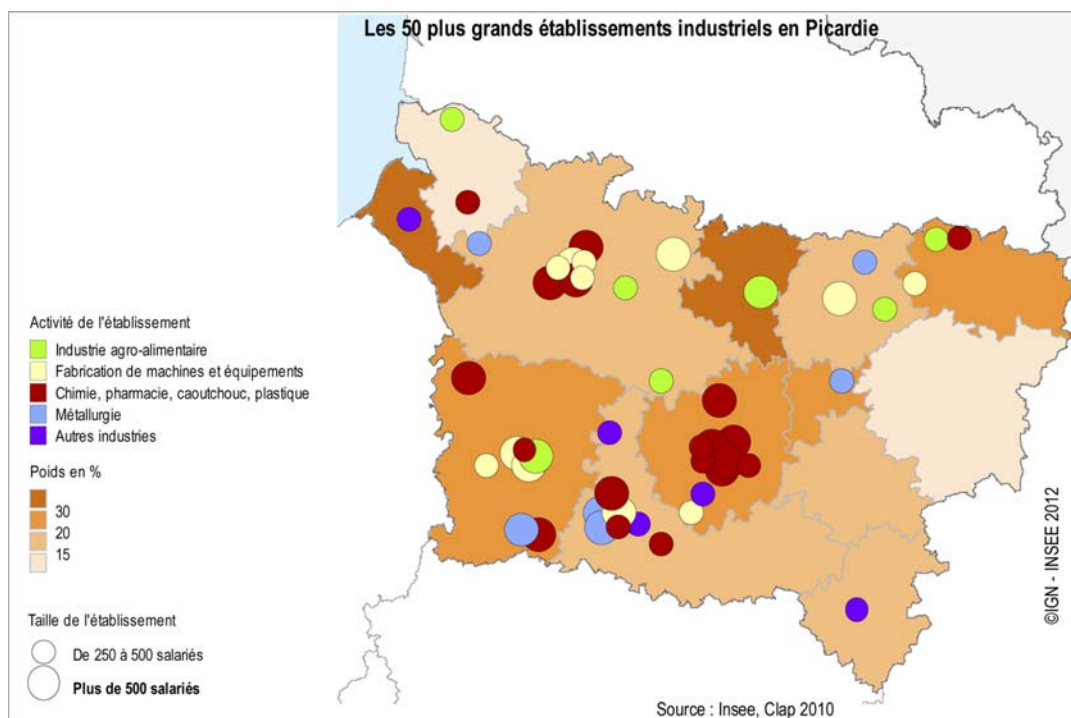 Les 50 plus grands établissements industriels en Picardie
Activité de l'établissement
Industrie agro-alimentaire
Fabrication de machines et équipements
Chimie, pharmacie, caoutchouc, plastique
Métallurgie
Autres industries
Poids en %
30
20
15
Taille de l'établissement
De 250 à 500 salariés
Plus de 500 salariés
©IGN - INSEE 2012
Source : Insee, Clap 2010